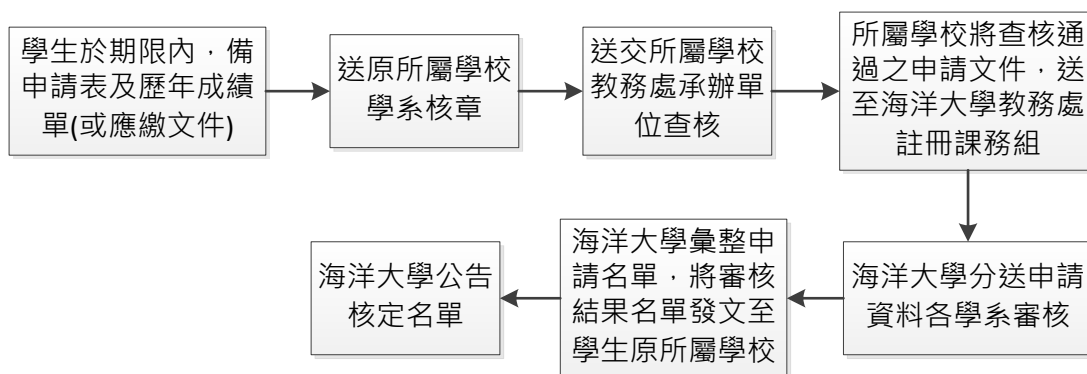 學生於期限內，備
申請表及歷年成績
單(或應繳文件)
送原所屬學校
學系核章
送交所屬學校
教務處承辦單
位查核
所屬學校將查核通
過之申請文件，送
至海洋大學教務處
註冊課務組
海洋大學分送申請
資料各學系審核
海洋大學彙整申
請名單，將審核
結果名單發文至
學生原所屬學校
海洋大學公告
核定名單